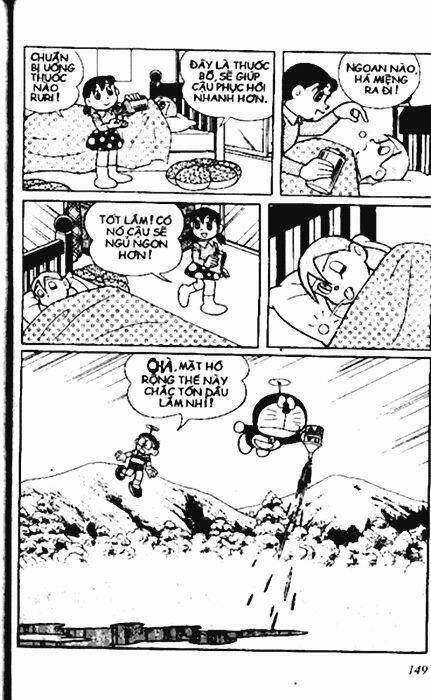 CHUẨN
BỊ UỐNG
THUỐC
NÀO
RURI!
ĐÂY LÀ THUỐC
BỔ, SẼ GIÚP
CẬU PHỤC HỒI
NHANH HƠN.
NGOAN NÀO,
HÁ MIỆNG
RA ĐI!
TỐT LẮM! CÓ
NÓ CẬU SẼ
NGỦ NGON
HƠN!
CHÀ, MẶT HỒ
RỘNG THẾ NÀY
CHẮC TỐN DẦU
LẮM NHỈ!
149